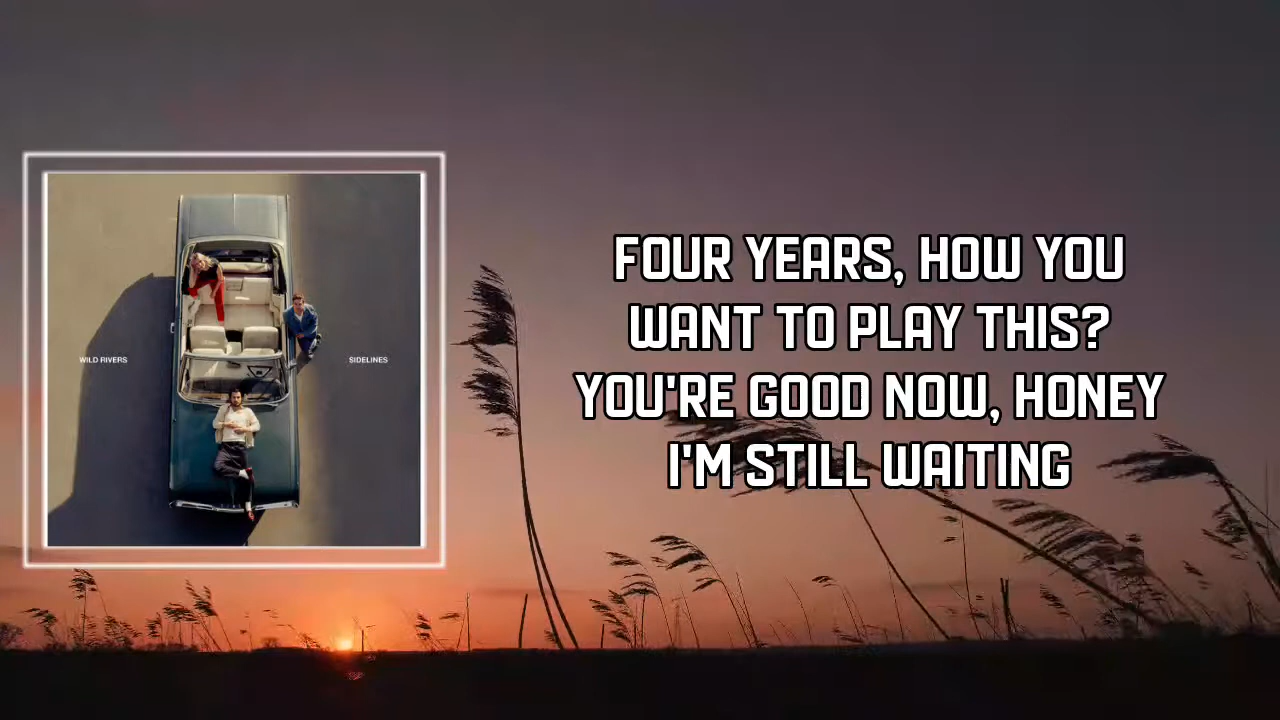 WILD RIVERS
SIDELINES
FOUR YEARS, HOW YOU
WANT TO PLAY THIS?
YOU'RE GOOD NOW, HONEY
I'M STILL WAITING